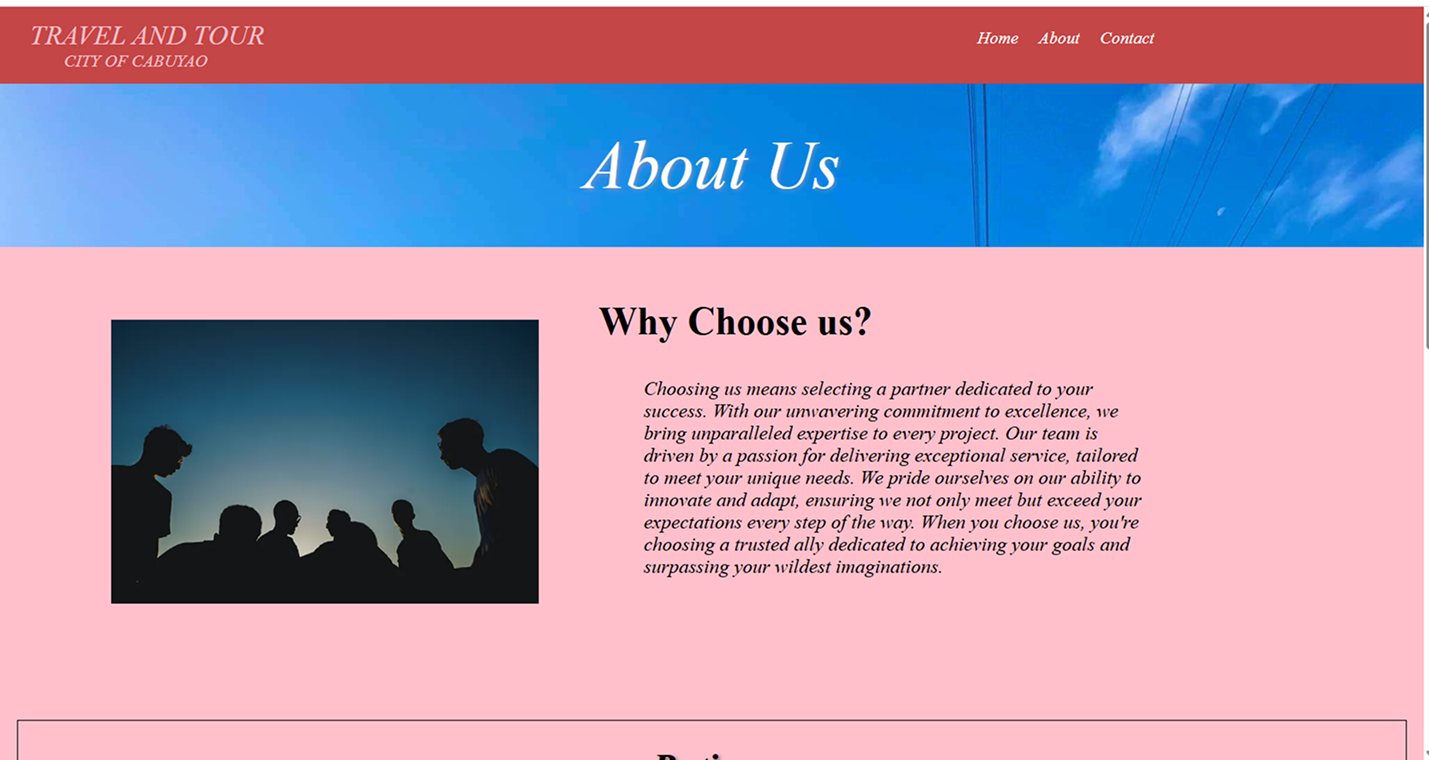 TRAVEL AND TOUR
CITY OF CABUYAO
Home About Contact
About Us
Why Choose us?
Choosing us means selecting a partner dedicated to your
success. With our unwavering commitment to excellence, we
bring unparalleled expertise to every project. Our team is
driven by a passion for delivering exceptional service, tailored
to meet your unique needs. We pride ourselves on our ability to
innovate and adapt, ensuring we not only meet but exceed your
expectations every step of the way. When you choose us, you're
choosing a trusted ally dedicated to achieving your goals and
surpassing your wildest imaginations.